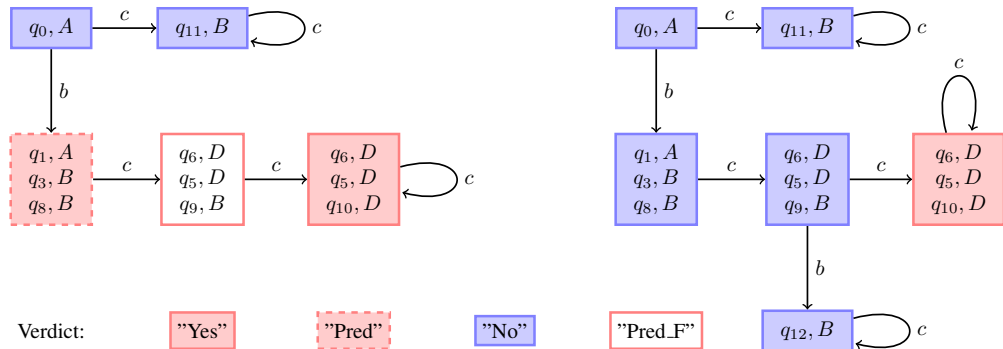 q0, A
c
q11, B
c
b
q1, A
q3, B
q8, B
c
q6, D
q5, D
q9, B
c
q6, D
q5, D
q10, D
c
q0, A
c
q11, B
c
b
c
q1, A
q3, B
q8, B
c
q6, D
q5, D
q9, B
c
q6, D
q5, D
q10, D
b
q12, B
c
Verdict: "Yes" "Pred" "No" "Pred_F"